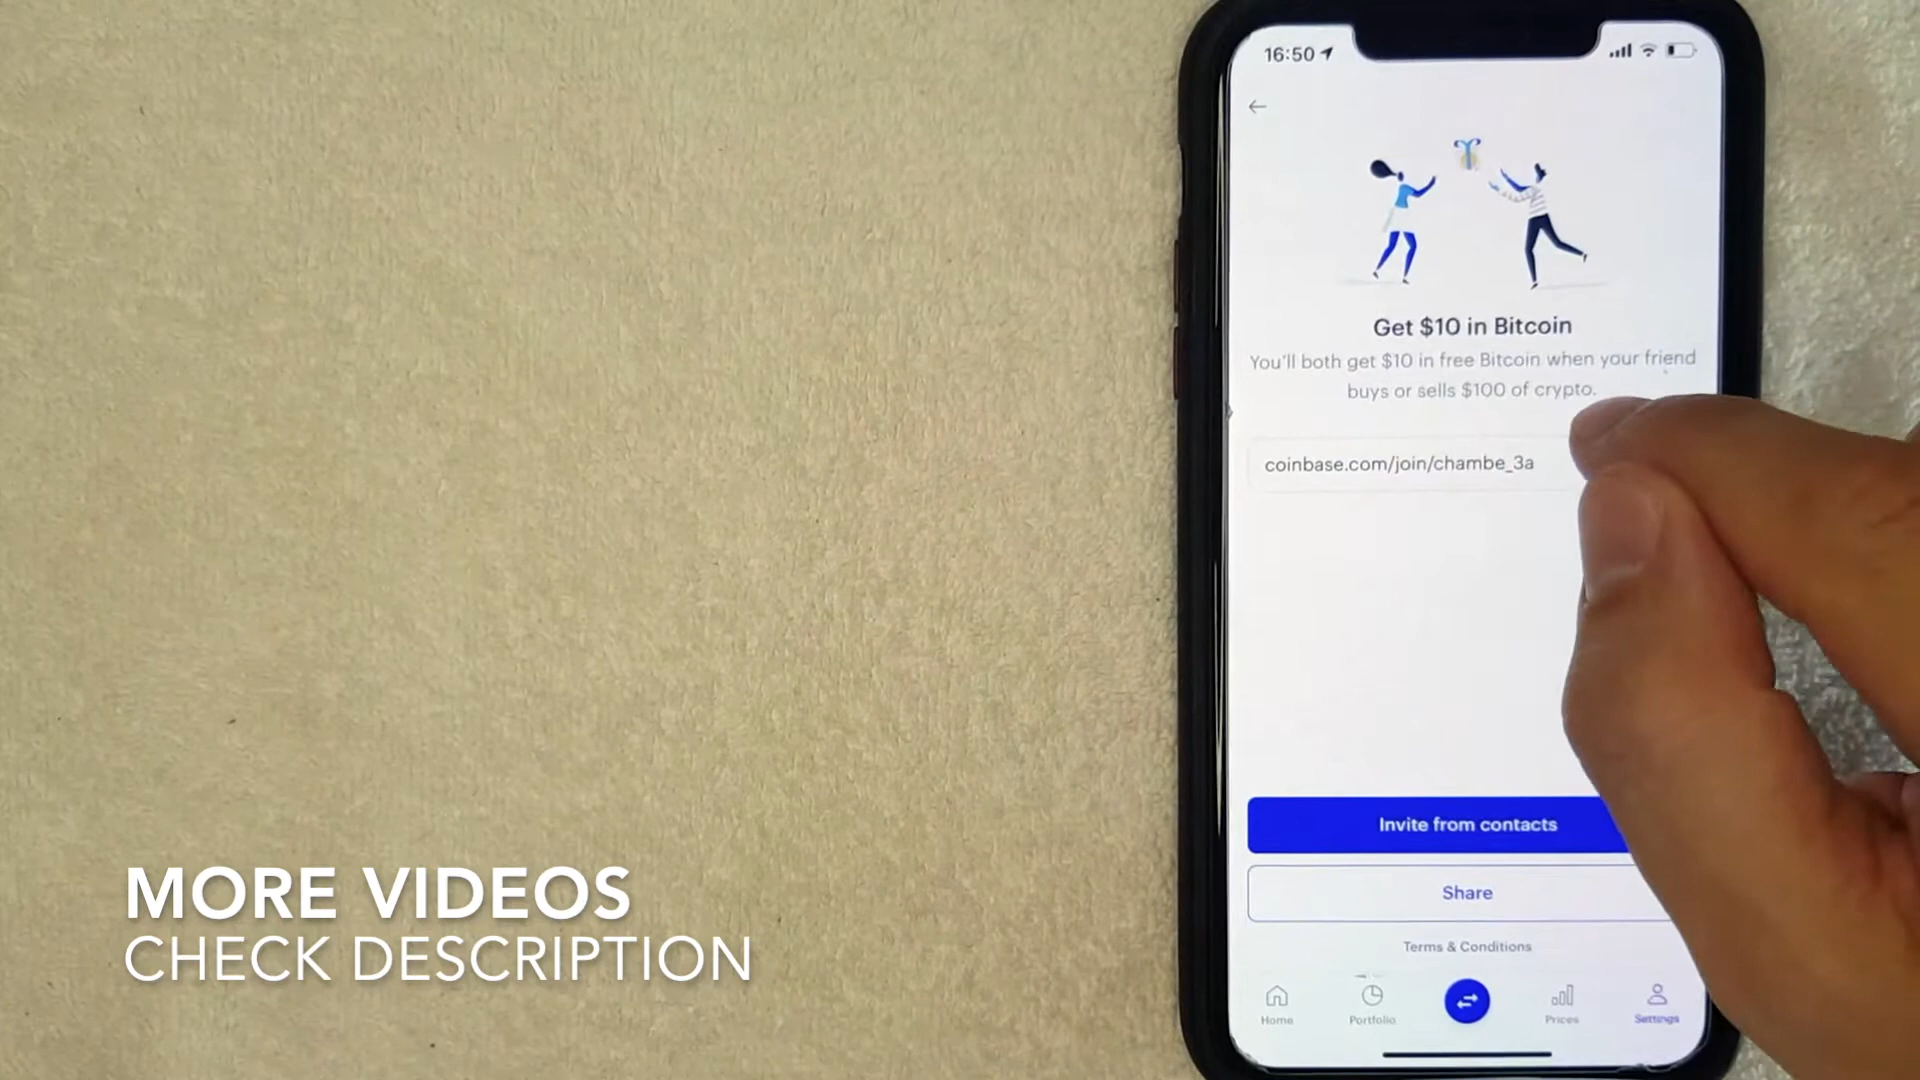 16:50
Get $10 in Bitcoin
You'll both get $10 in free Bitcoin when your friend
buys or sells $100 of crypto.
coinbase.com/join/chambe_3a
Invite from contacts
Share
Terms & Conditions
Home
Portfolio
Prices
Settings
MORE VIDEOS
CHECK DESCRIPTION